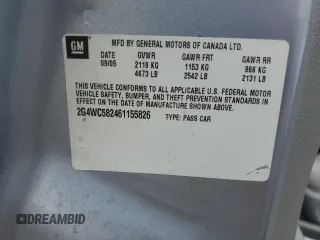 GM
MFD BY GENERAL MOTORS OF CANADA LTD.
DATE GVWR GAWR FRT GAWR RR
09/05 2119 KG 1153 KG 966 KG
4673 LB 2542 LB 2131 LB
THIS VEHICLE CONFORMS TO ALL APPLICABLE U.S. FEDERAL MOTOR
VEHICLE SAFETY, BUMPER, AND THEFT PREVENTION STANDARDS
IN EFFECT ON THE DATE OF MANUFACTURE SHOWN ABOVE.
2G4WC582461155826 TYPE: PASS CAR
DREAMBID